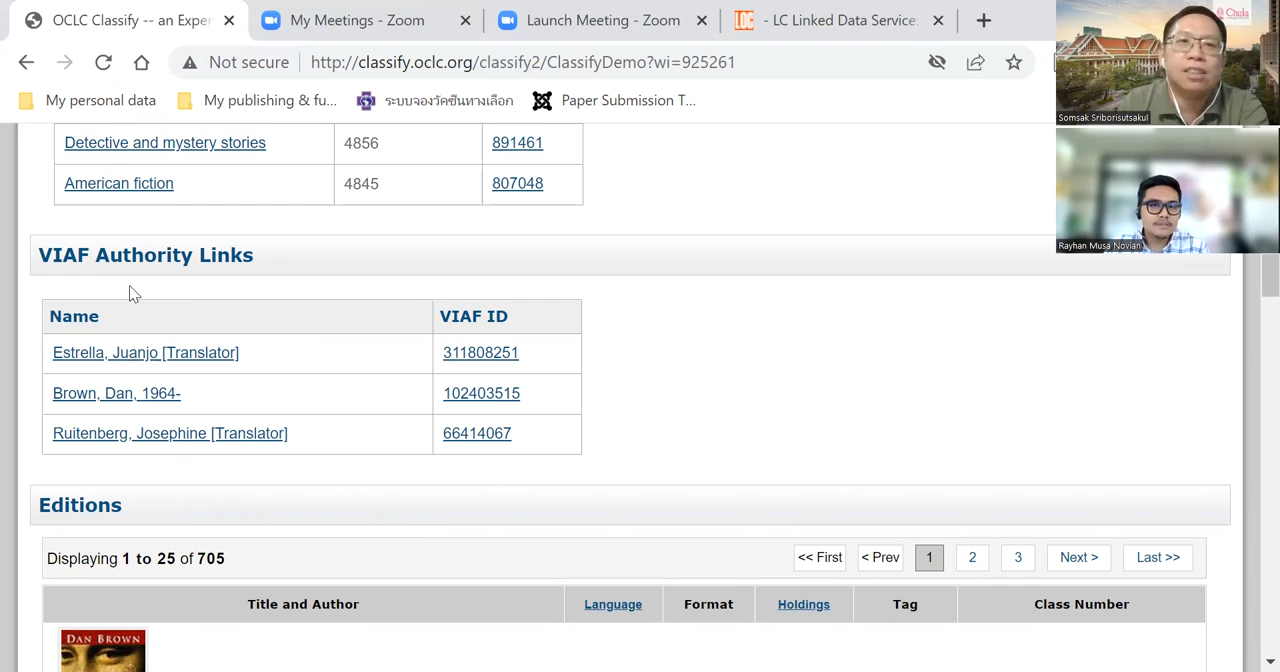 OCLC Classify -- an Exper
My Meetings - Zoom
Launch Meeting - Zoom
LOC
- LC Linked Data Service:
Not secure
http://classify.oclc.org/classify2/ClassifyDemo?wi=925261
My personal data
My publishing & fu...
ระบบจองวัคซีนทางเลือก
Paper Submission T...
Chula
Somsak Sriborisutsakul
Rayhan Musa Novian
Detective and mystery stories 4856 891461
American fiction 4845 807048
VIAF Authority Links
Name VIAF ID
Estrella, Juanjo [Translator] 311808251
Brown, Dan, 1964- 102403515
Ruitenberg, Josephine [Translator] 66414067
Editions
Displaying 1 to 25 of 705
<< First < Prev 1 2 3 Next > Last >>
Title and Author Language Format Holdings Tag Class Number
DAN BROWN